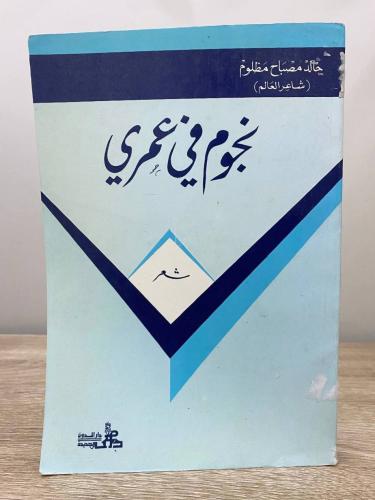 خالد مصباح مظلوم
(شاعر العالم)
نجوم في عمري
شعر